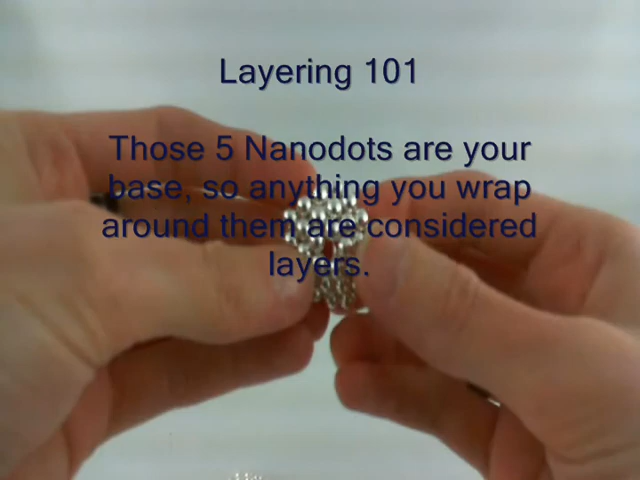 Layering 101
Those 5 Nanodots are your
base, so anything you wrap
around them are considered
layers.